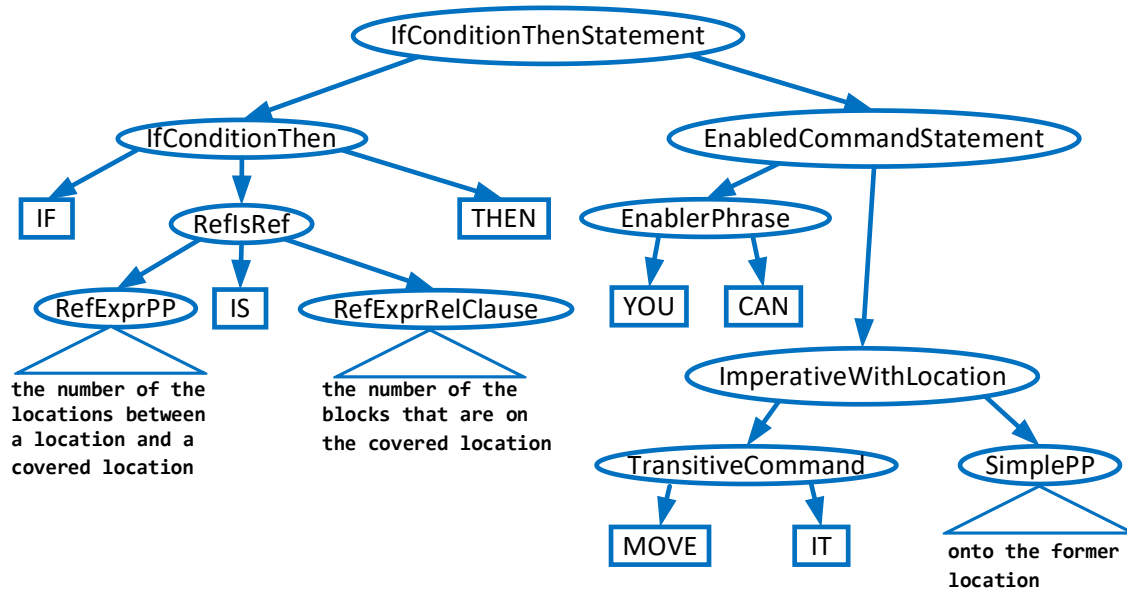 IfConditionThenStatement
IfConditionThen
EnabledCommandStatement
IF
RefIsRef
THEN
EnablerPhrase
RefExprPP
IS
RefExprRelClause
YOU
CAN
the number of the
locations between
a location and a
covered location
the number of the
blocks that are on
the covered location
ImperativeWithLocation
TransitiveCommand
SimplePP
MOVE
IT
onto the former
location